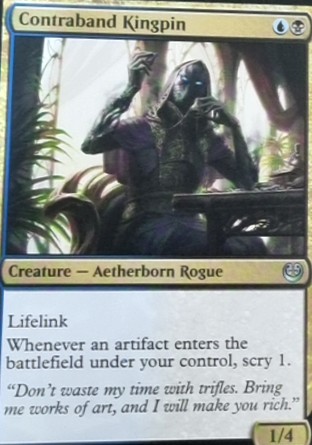 Contraband Kingpin
Creature — Aetherborn Rogue
Lifelink
Whenever an artifact enters the
battlefield under your control, scry 1.
“Don’t waste my time with trifles. Bring
me works of art, and I will make you rich.”
1/4